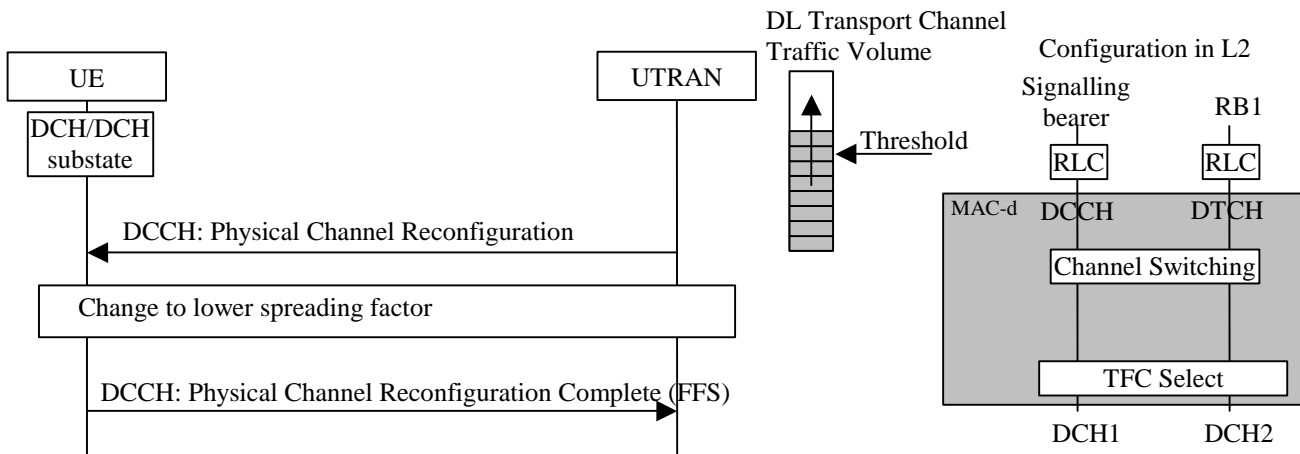 DL Transport Channel
Traffic Volume
Configuration in L2
UE
UTRAN
Signalling
bearer
RB1
DCH/DCH
substate
Threshold
RLC
RLC
MAC-d
DCCH
DTCH
DCCH: Physical Channel Reconfiguration
Channel Switching
Change to lower spreading factor
TFC Select
DCCH: Physical Channel Reconfiguration Complete (FFS)
DCH1
DCH2